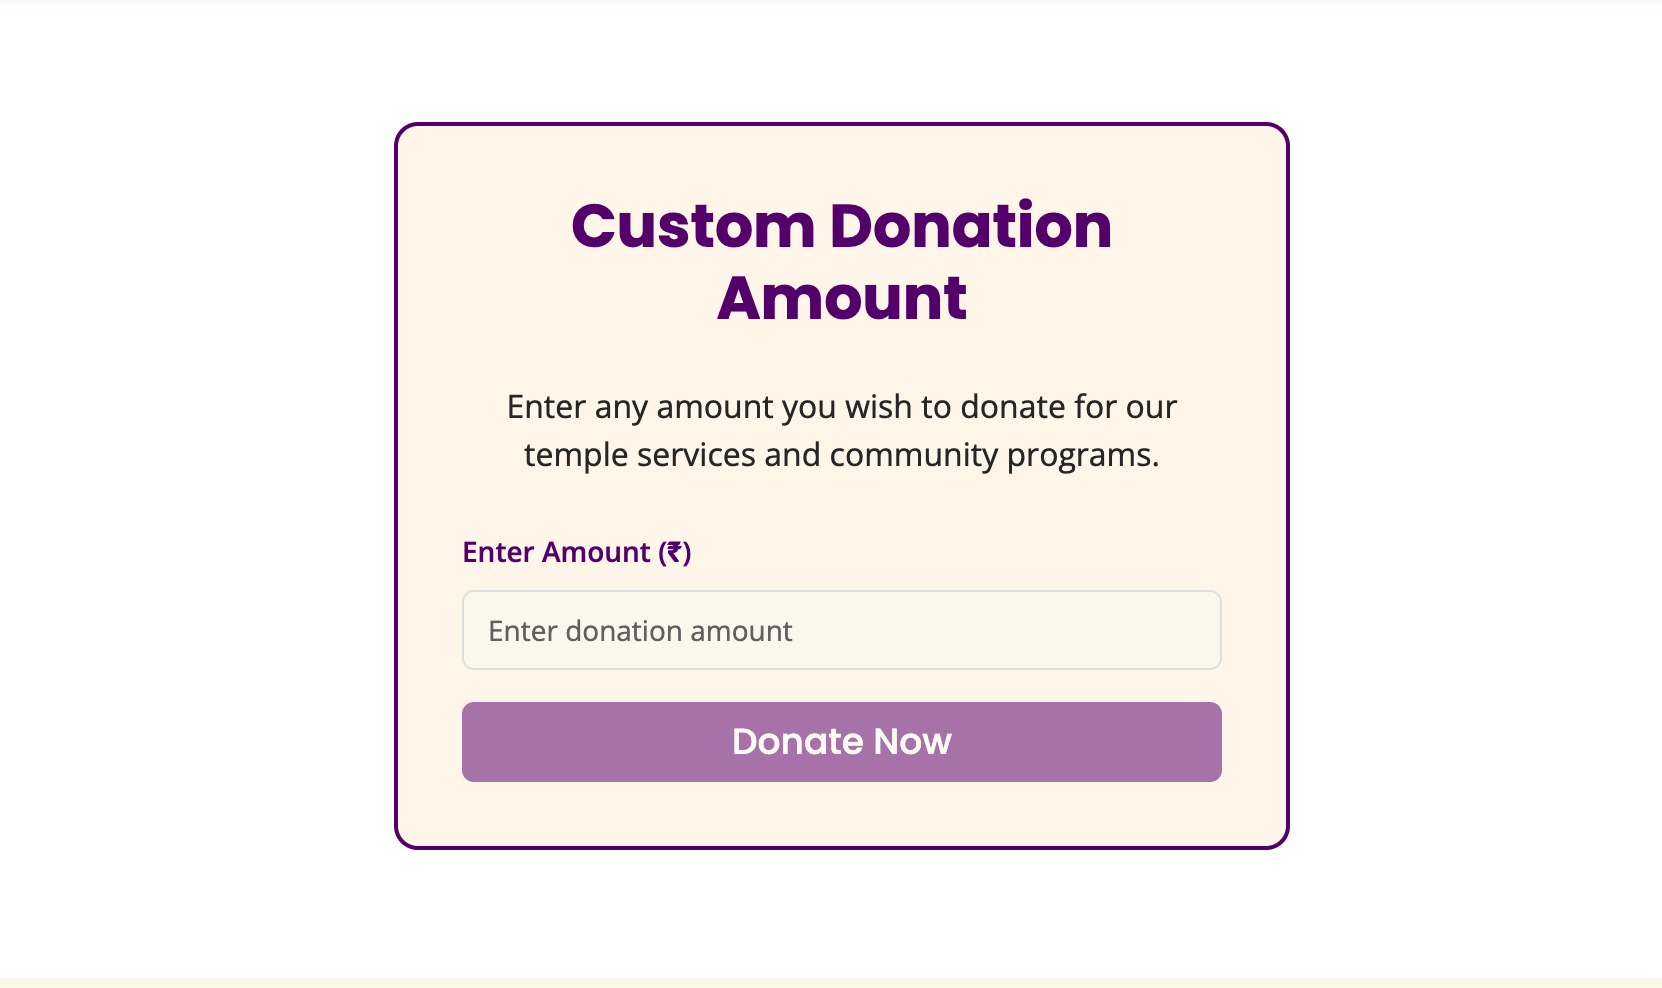 Custom Donation
Amount
Enter any amount you wish to donate for our
temple services and community programs.
Enter Amount (₹)
Enter donation amount
Donate Now